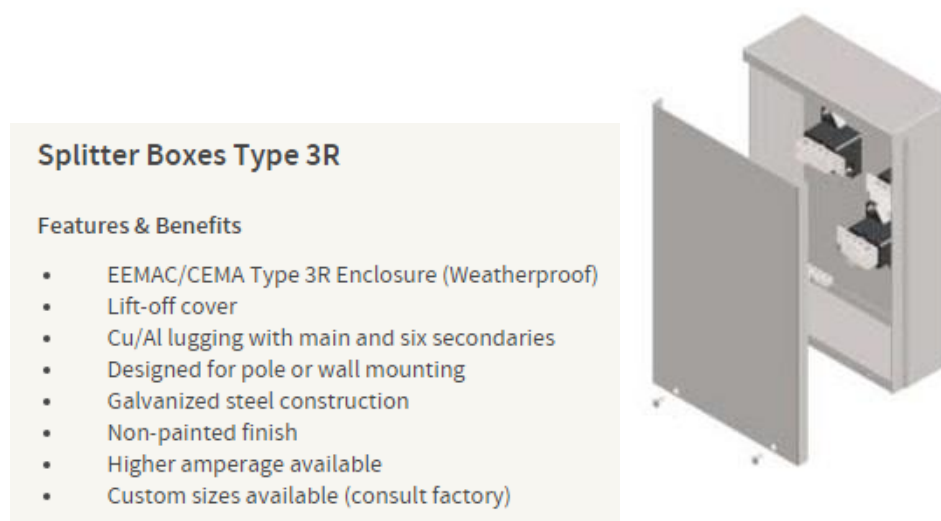 Splitter Boxes Type 3R
Features & Benefits
• EEMAC/CEMA Type 3R Enclosure (Weatherproof)
• Lift-off cover
• Cu/Al lugging with main and six secondaries
• Designed for pole or wall mounting
• Galvanized steel construction
• Non-painted finish
• Higher amperage available
• Custom sizes available (consult factory)